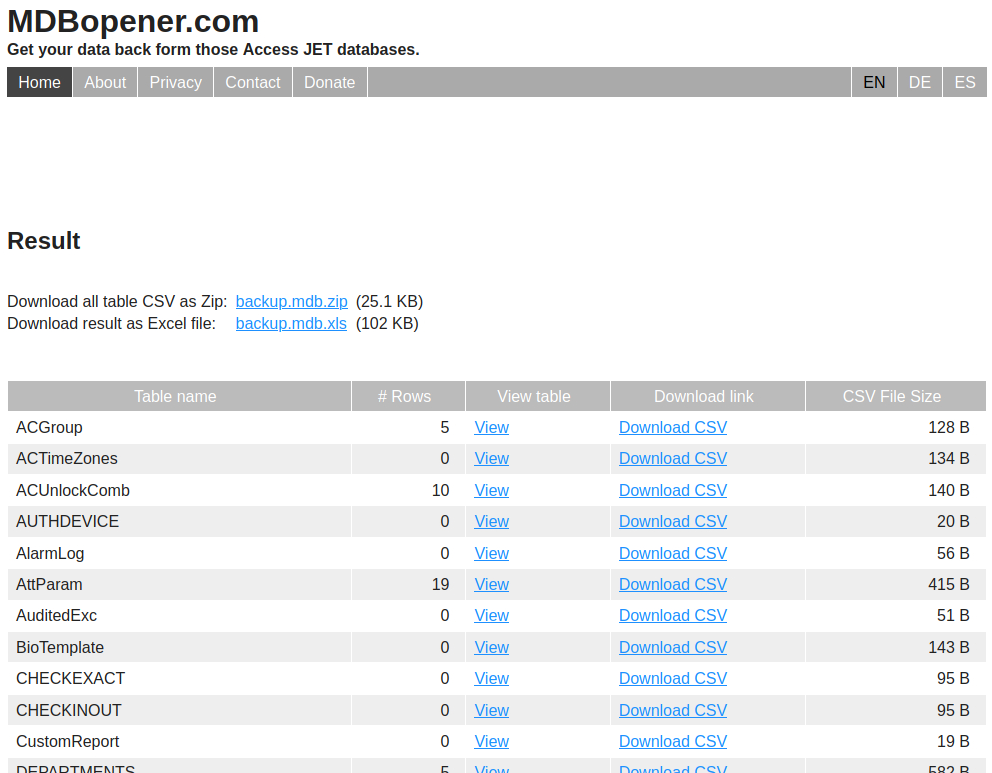 MDBopener.com
Get your data back form those Access JET databases.
Home About Privacy Contact Donate EN DE ES
Result
Download all table CSV as Zip: backup.mdb.zip (25.1 KB)
Download result as Excel file: backup.mdb.xls (102 KB)
Table name # Rows View table Download link CSV File Size
ACGroup 5 View Download CSV 128 B
ACTimeZones 0 View Download CSV 134 B
ACUnlockComb 10 View Download CSV 140 B
AUTHDEVICE 0 View Download CSV 20 B
AlarmLog 0 View Download CSV 56 B
AttParam 19 View Download CSV 415 B
AuditedExc 0 View Download CSV 51 B
BioTemplate 0 View Download CSV 143 B
CHECKEXACT 0 View Download CSV 95 B
CHECKINOUT 0 View Download CSV 95 B
CustomReport 0 View Download CSV 19 B
DEPARTMENTS 5 View Download CSV 582 B